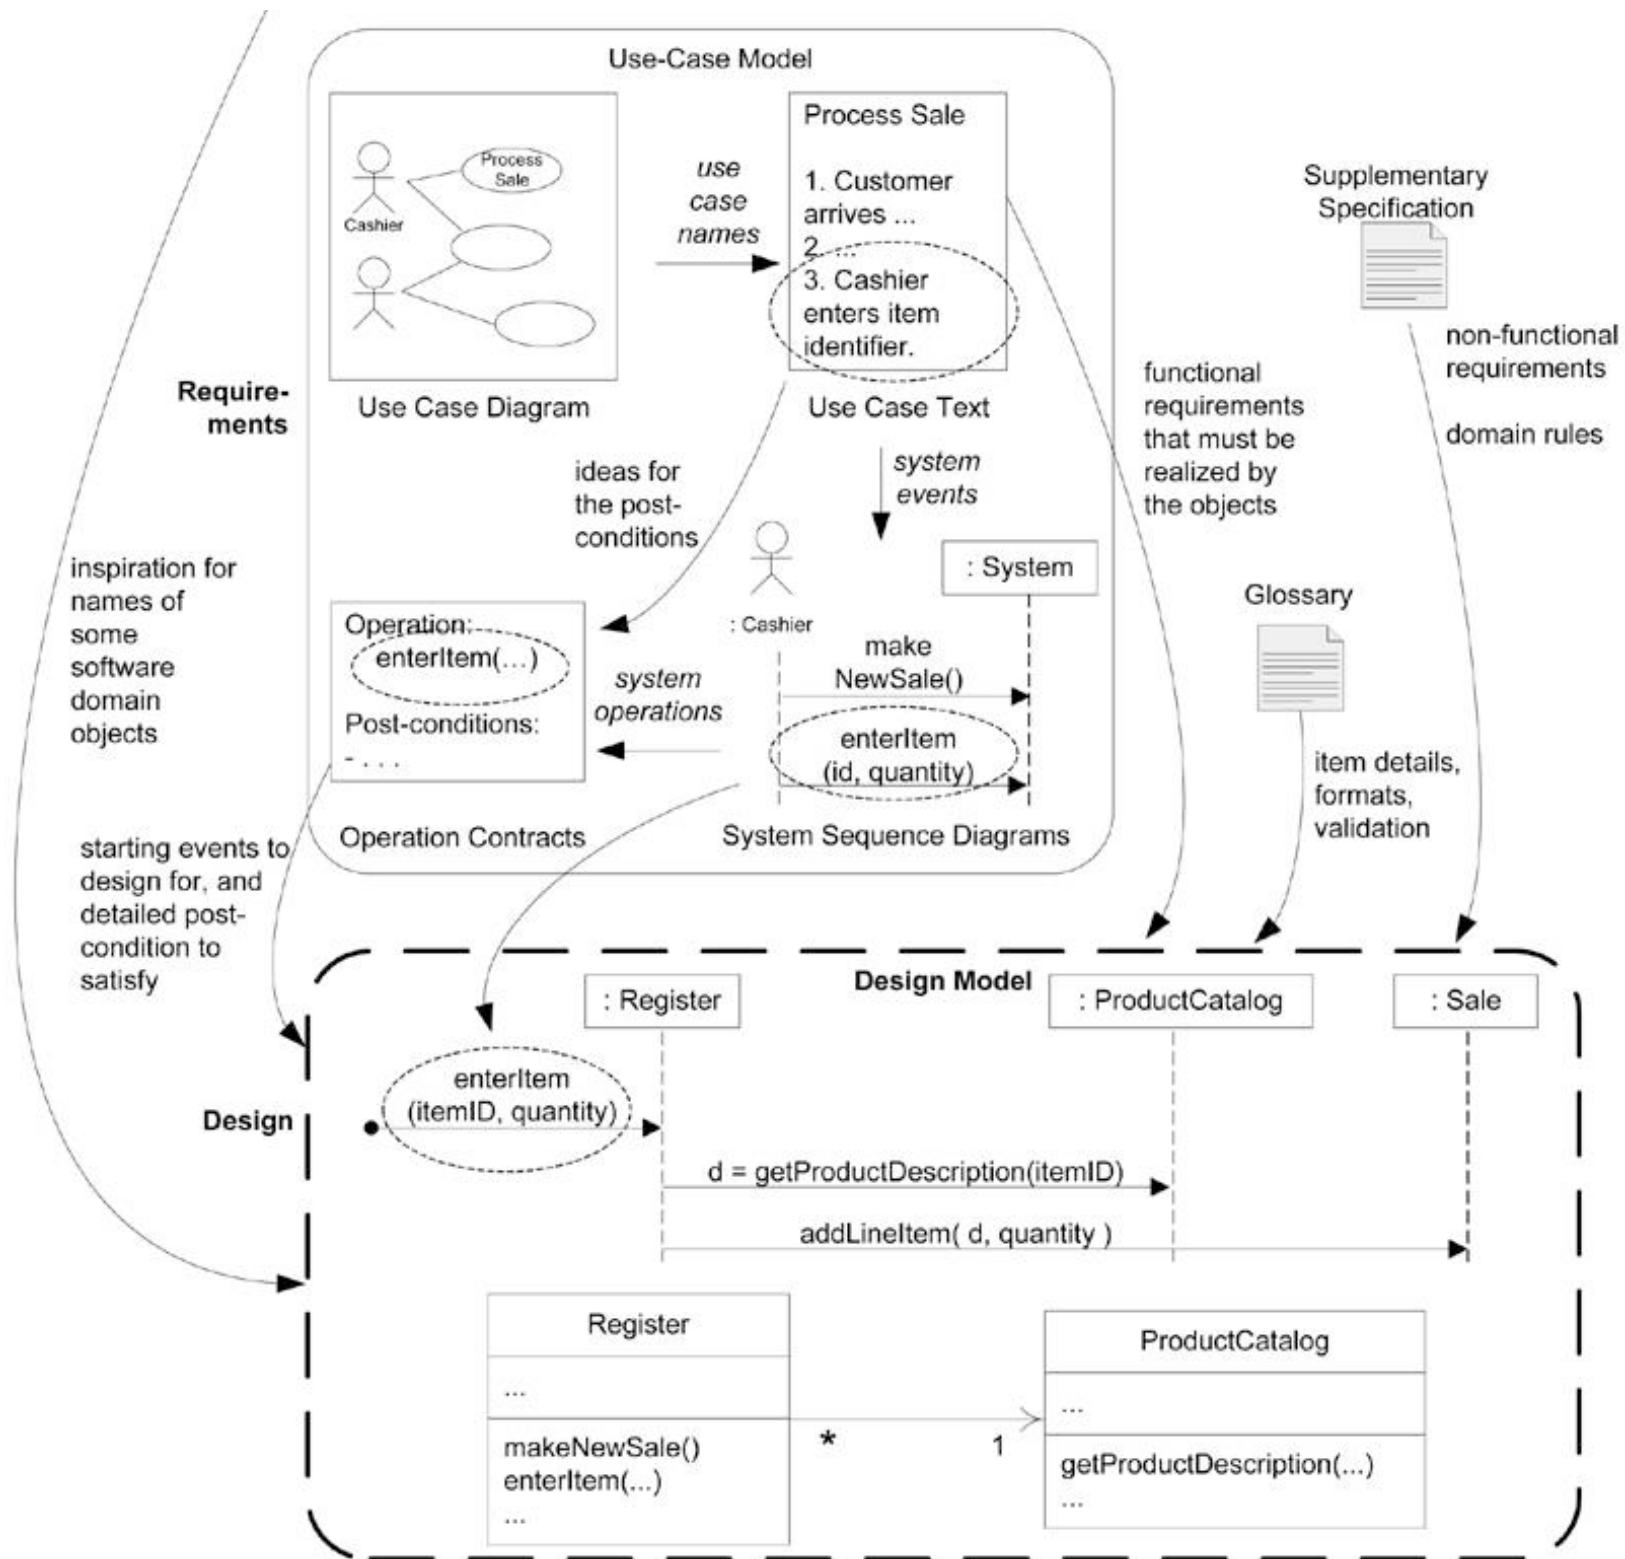 Use-Case Model
Process
Sale
Cashier
Use Case Diagram
use
case
names
Process Sale
1. Customer
arrives ...
2. ...
3. Cashier
enters item
identifier.
Use Case Text
Require-
ments
Supplementary
Specification
non-functional
requirements
domain rules
functional
requirements
that must be
realized by
the objects
ideas for
the post-
conditions
system
events
: System
: Cashier
make
NewSale()
enterItem
(id, quantity)
System Sequence Diagrams
system
operations
Operation:
enterItem(…)
Post-conditions:
- . . .
Operation Contracts
Glossary
item details,
formats,
validation
inspiration for
names of
some
software
domain
objects
starting events to
design for, and
detailed post-
condition to
satisfy
Design Model
: Register
: ProductCatalog
: Sale
Design
enterItem
(itemID, quantity)
d = getProductDescription(itemID)
addLineItem( d, quantity )
Register
...
makeNewSale()
enterItem(...)
...
*
1
ProductCatalog
...
getProductDescription(...)
...